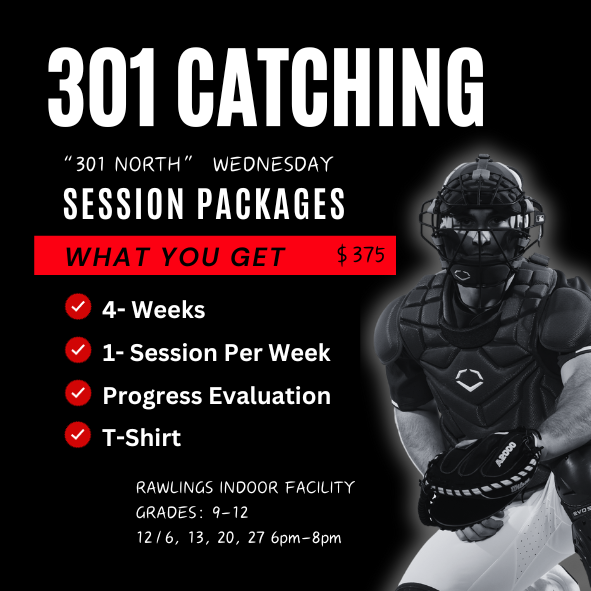 301 CATCHING
"301 NORTH" WEDNESDAY
SESSION PACKAGES
WHAT YOU GET $375
4- Weeks
1- Session Per Week
Progress Evaluation
T-Shirt
RAWLINGS INDOOR FACILITY
GRADES: 9-12
12/6, 13, 20, 27 6pm-8pm
A2000